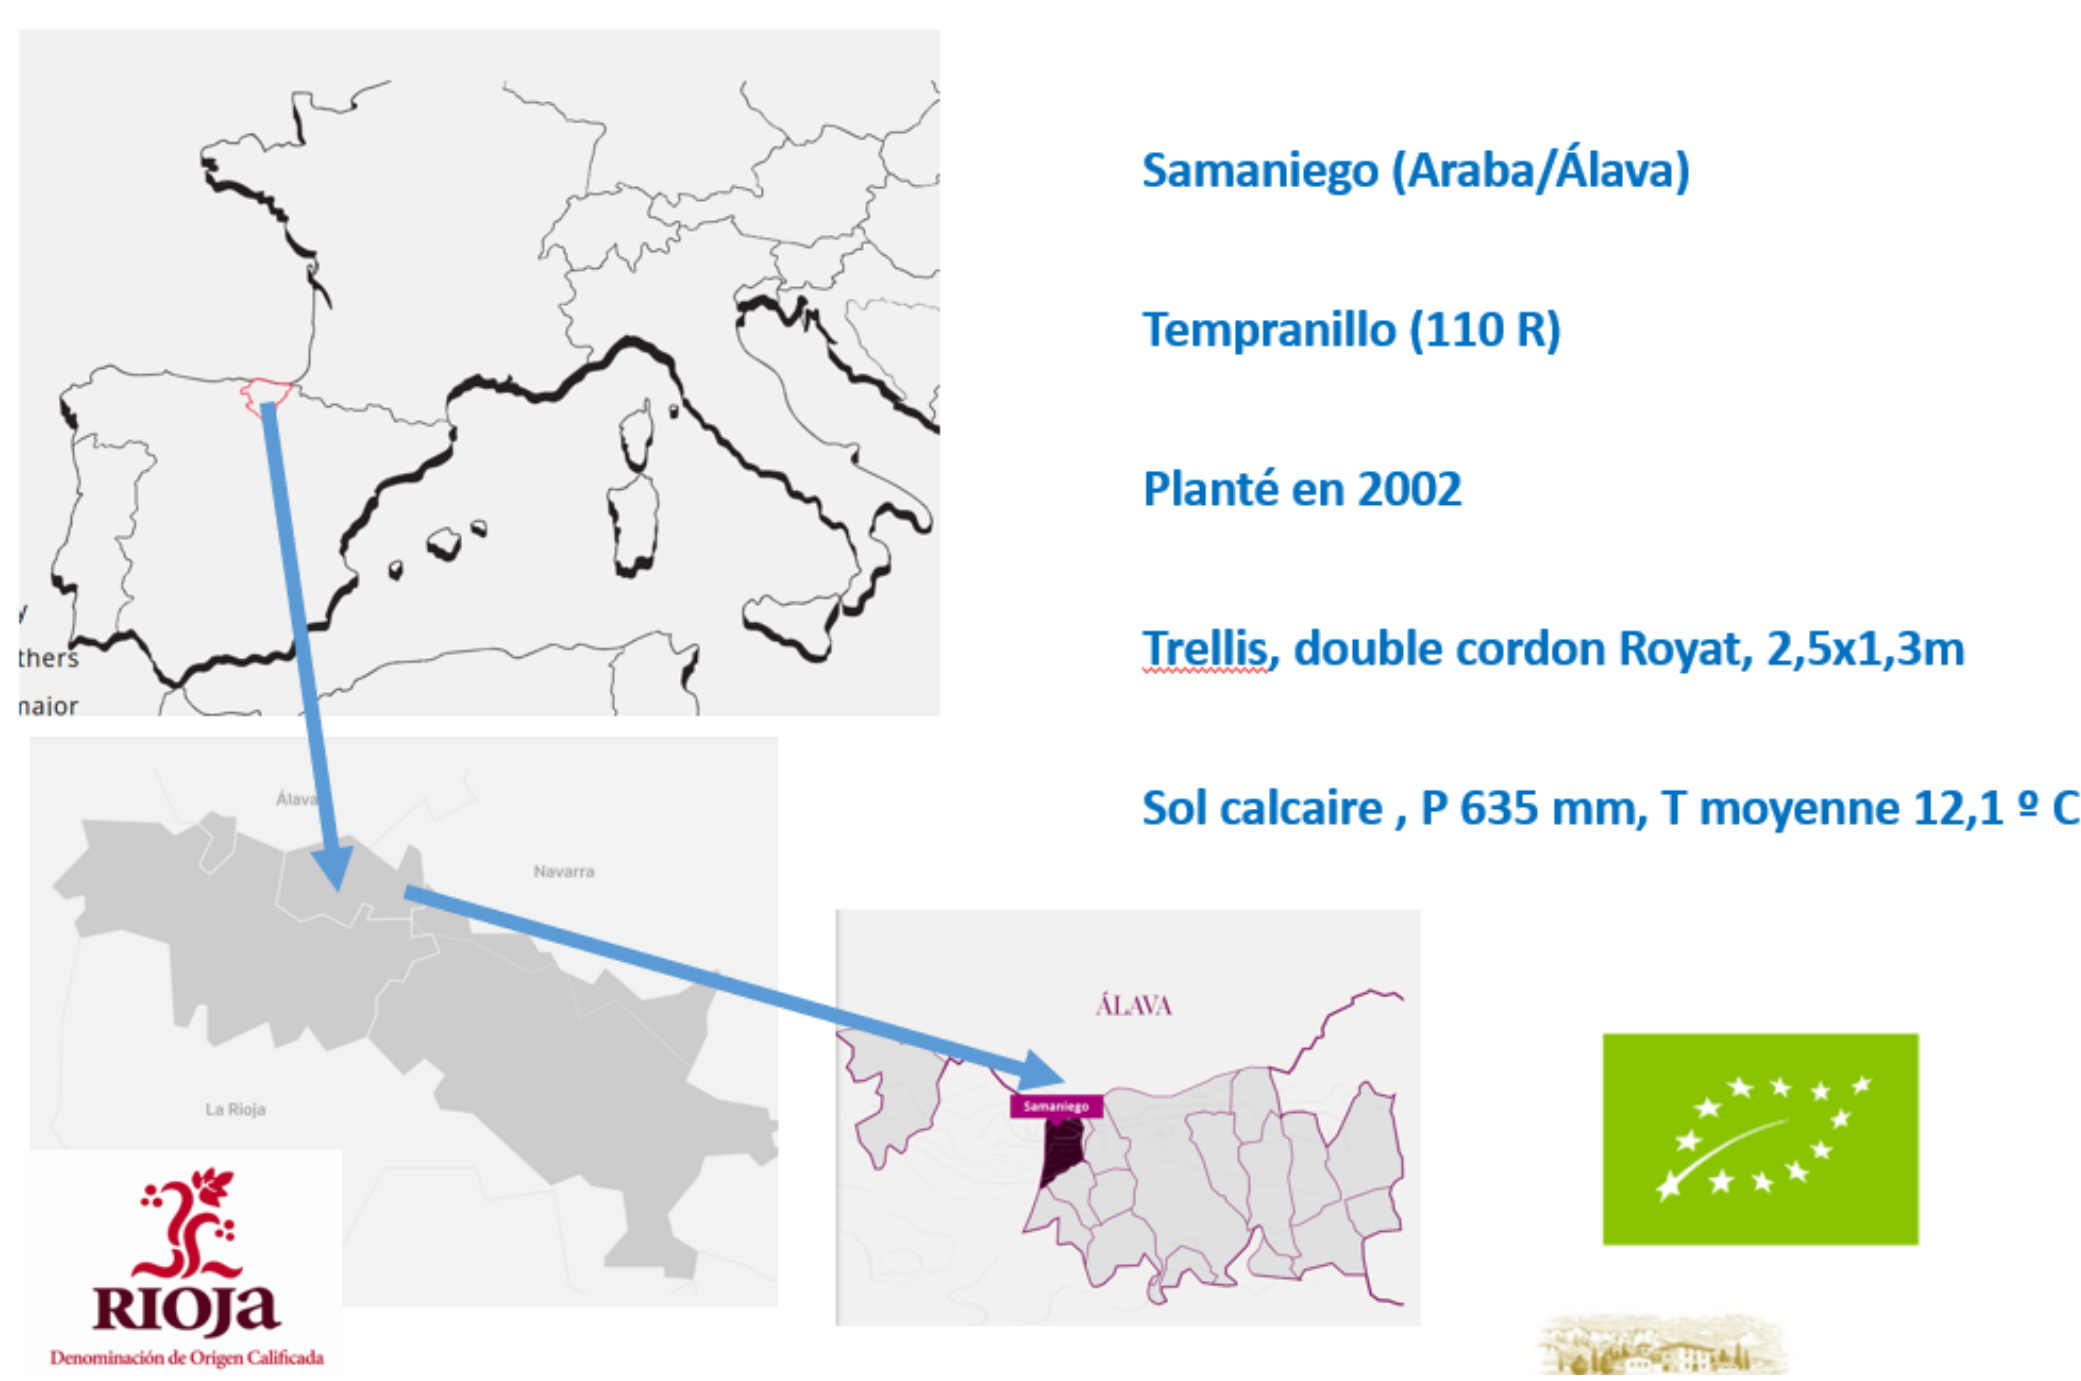 Samaniego (Araba/Álava)
Tempranillo (110 R)
Planté en 2002
Trellis, double cordon Royat, 2,5x1,3m
Sol calcaire , P 635 mm, T moyenne 12,1 º C
y
thers
major
Álava
Navarra
La Rioja
ÁLAVA
Samaniego
RIOJA
Denominación de Origen Calificada